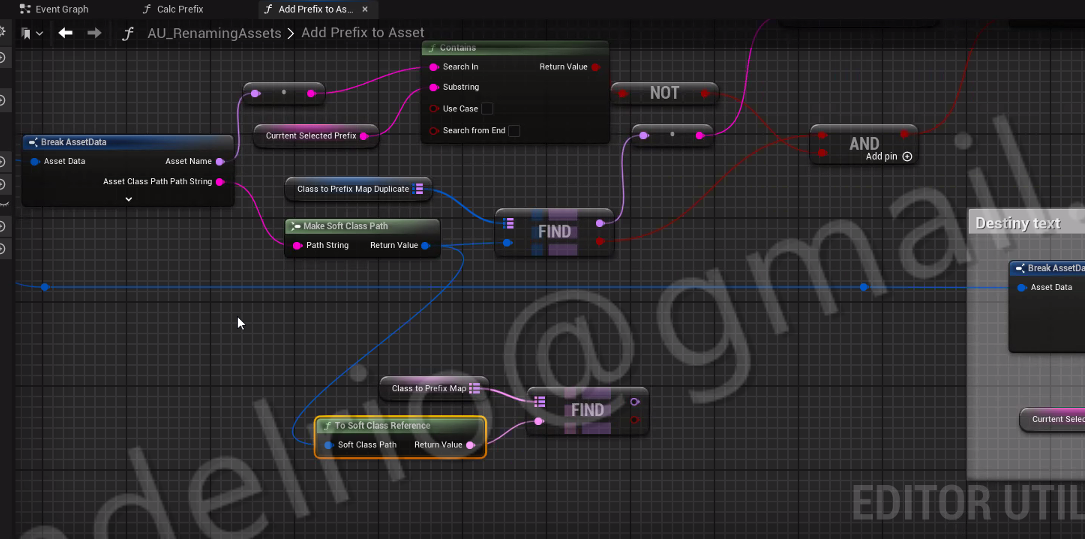 Event Graph
Calc Prefix
Add Prefix to As...
AU_RenamingAssets > Add Prefix to Asset
Contains
Search In
Return Value
Substring
Use Case
Search from End
NOT
Currtent Selected Prefix
AND
Add pin
Break AssetData
Asset Data
Asset Name
Asset Class Path Path String
Class to Prefix Map Duplicate
Make Soft Class Path
Path String
Return Value
FIND
Destiny text
Break AssetDa
Asset Data
Class to Prefix Map
FIND
To Soft Class Reference
Soft Class Path
Return Value
Currtent Selec
EDITOR UTIL
edeliio@gmail.